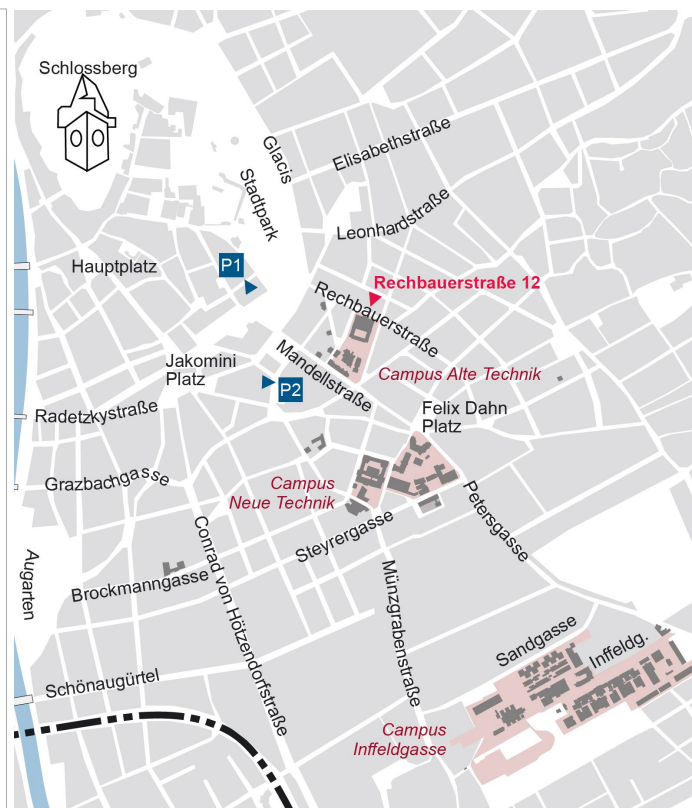 Schlossberg
Glacis
Elisabethstraße
Stadtpark
Leonhardstraße
Hauptplatz
P1
Rechbauerstraße 12
Rechbauerstraße
Jakomini
Platz
Mandellstraße
Campus Alte Technik
P2
Radetzkystraße
Felix Dahn
Platz
Grazbachgasse
Campus
Neue Technik
Petersgasse
Steyrergasse
Conrad von Hötzendorfstraße
Augarten
Brockmanngasse
Münzgrabenstraße
Sandgasse
Inffeldg.
Schönaugürtel
Campus
Inffeldgasse